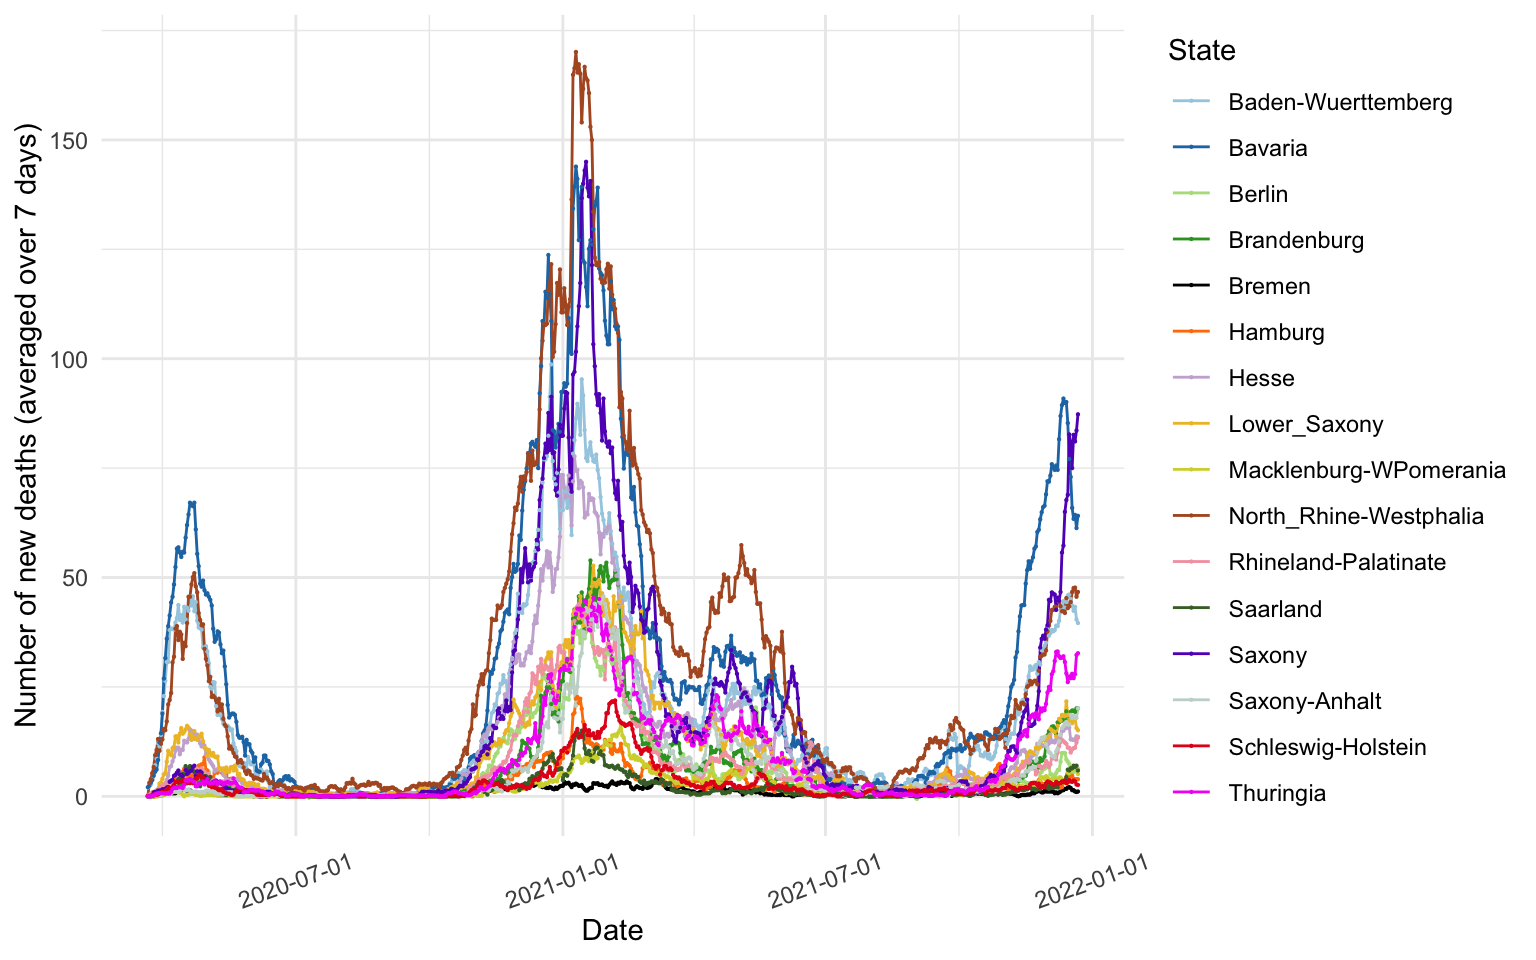 Number of new deaths (averaged over 7 days)
150
100
50
0
2020-07-01
2021-01-01
2021-07-01
2022-01-01
Date
State
Baden-Wuerttemberg
Bavaria
Berlin
Brandenburg
Bremen
Hamburg
Hesse
Lower_Saxony
Macklenburg-WPomerania
North_Rhine-Westphalia
Rhineland-Palatinate
Saarland
Saxony
Saxony-Anhalt
Schleswig-Holstein
Thuringia